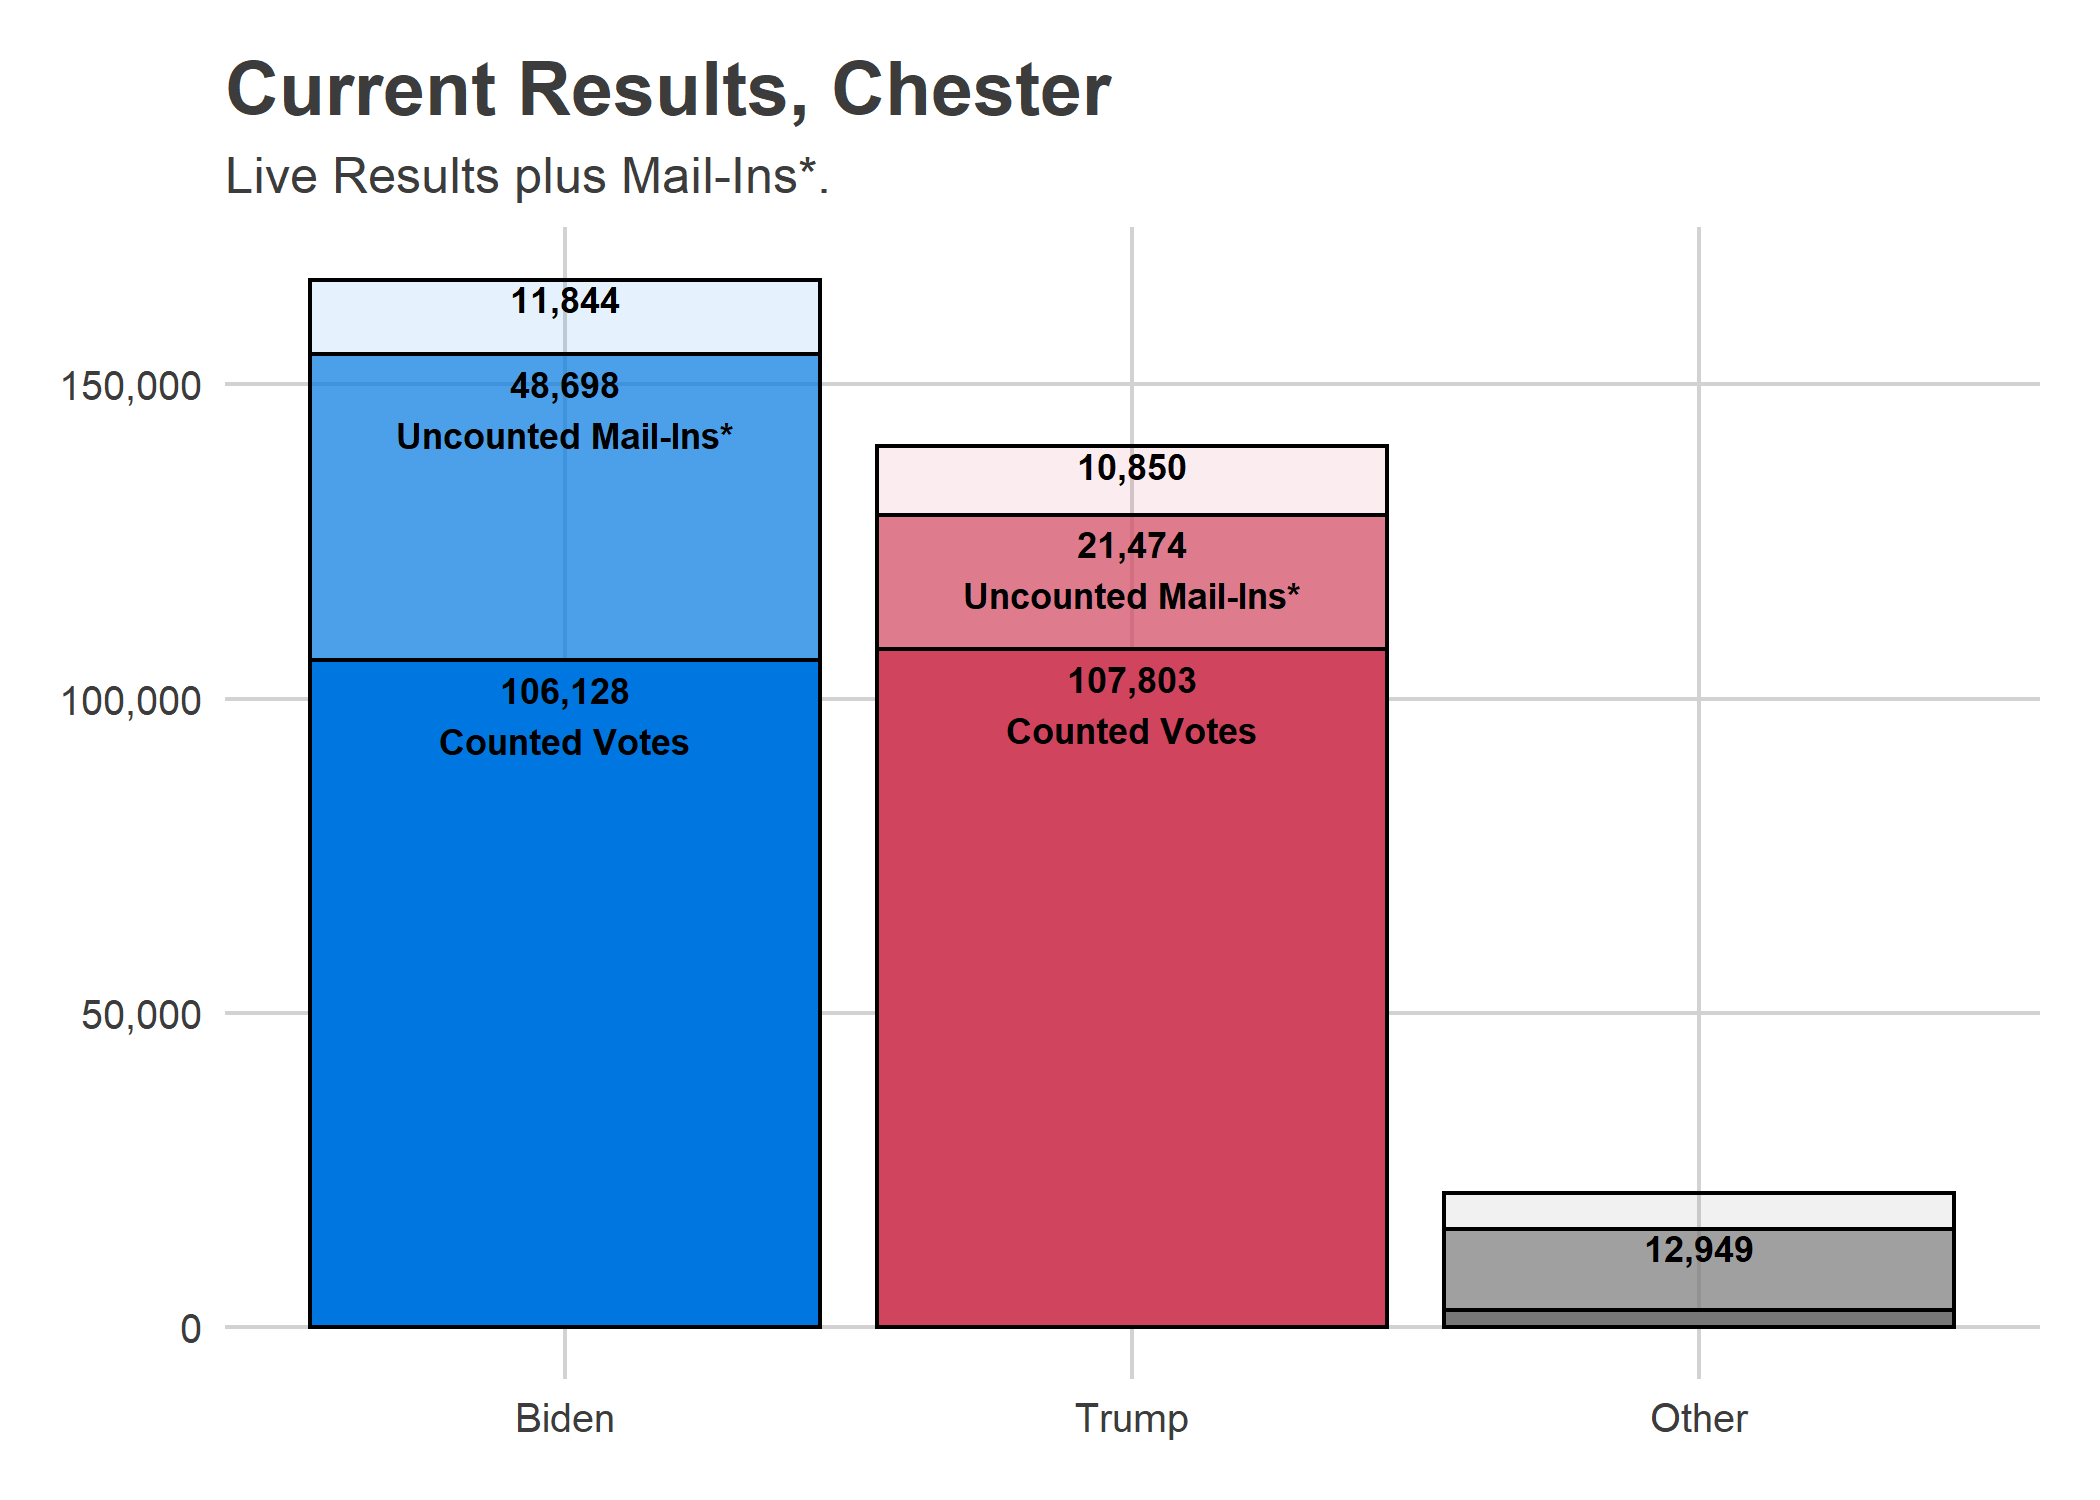 Current Results, Chester
Live Results plus Mail-Ins*.
11,844
150,000
48,698
Uncounted Mail-Ins*
10,850
21,474
Uncounted Mail-Ins*
106,128
Counted Votes
107,803
Counted Votes
100,000
50,000
12,949
0
Biden
Trump
Other